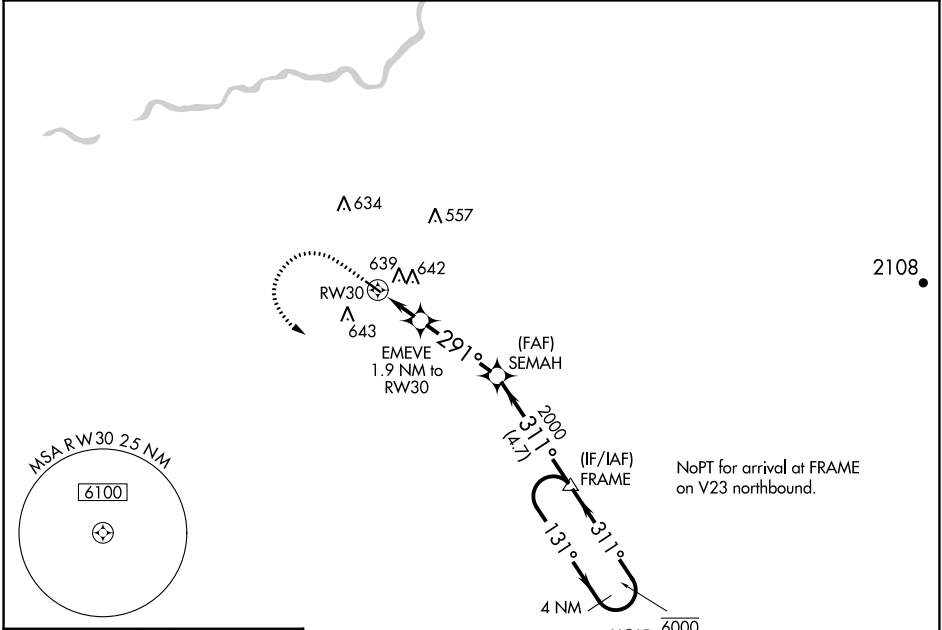 634
557
639
642
2108
RW30
643
EMEVE
1.9 NM to
RW30
291°
(FAF)
SEMAH
2000
311°
(4.7)
(IF/IAF)
FRAME
NoPT for arrival at FRAME
on V23 northbound.
MSA RW30 25 NM
6100
131°
311°
4 NM
6000